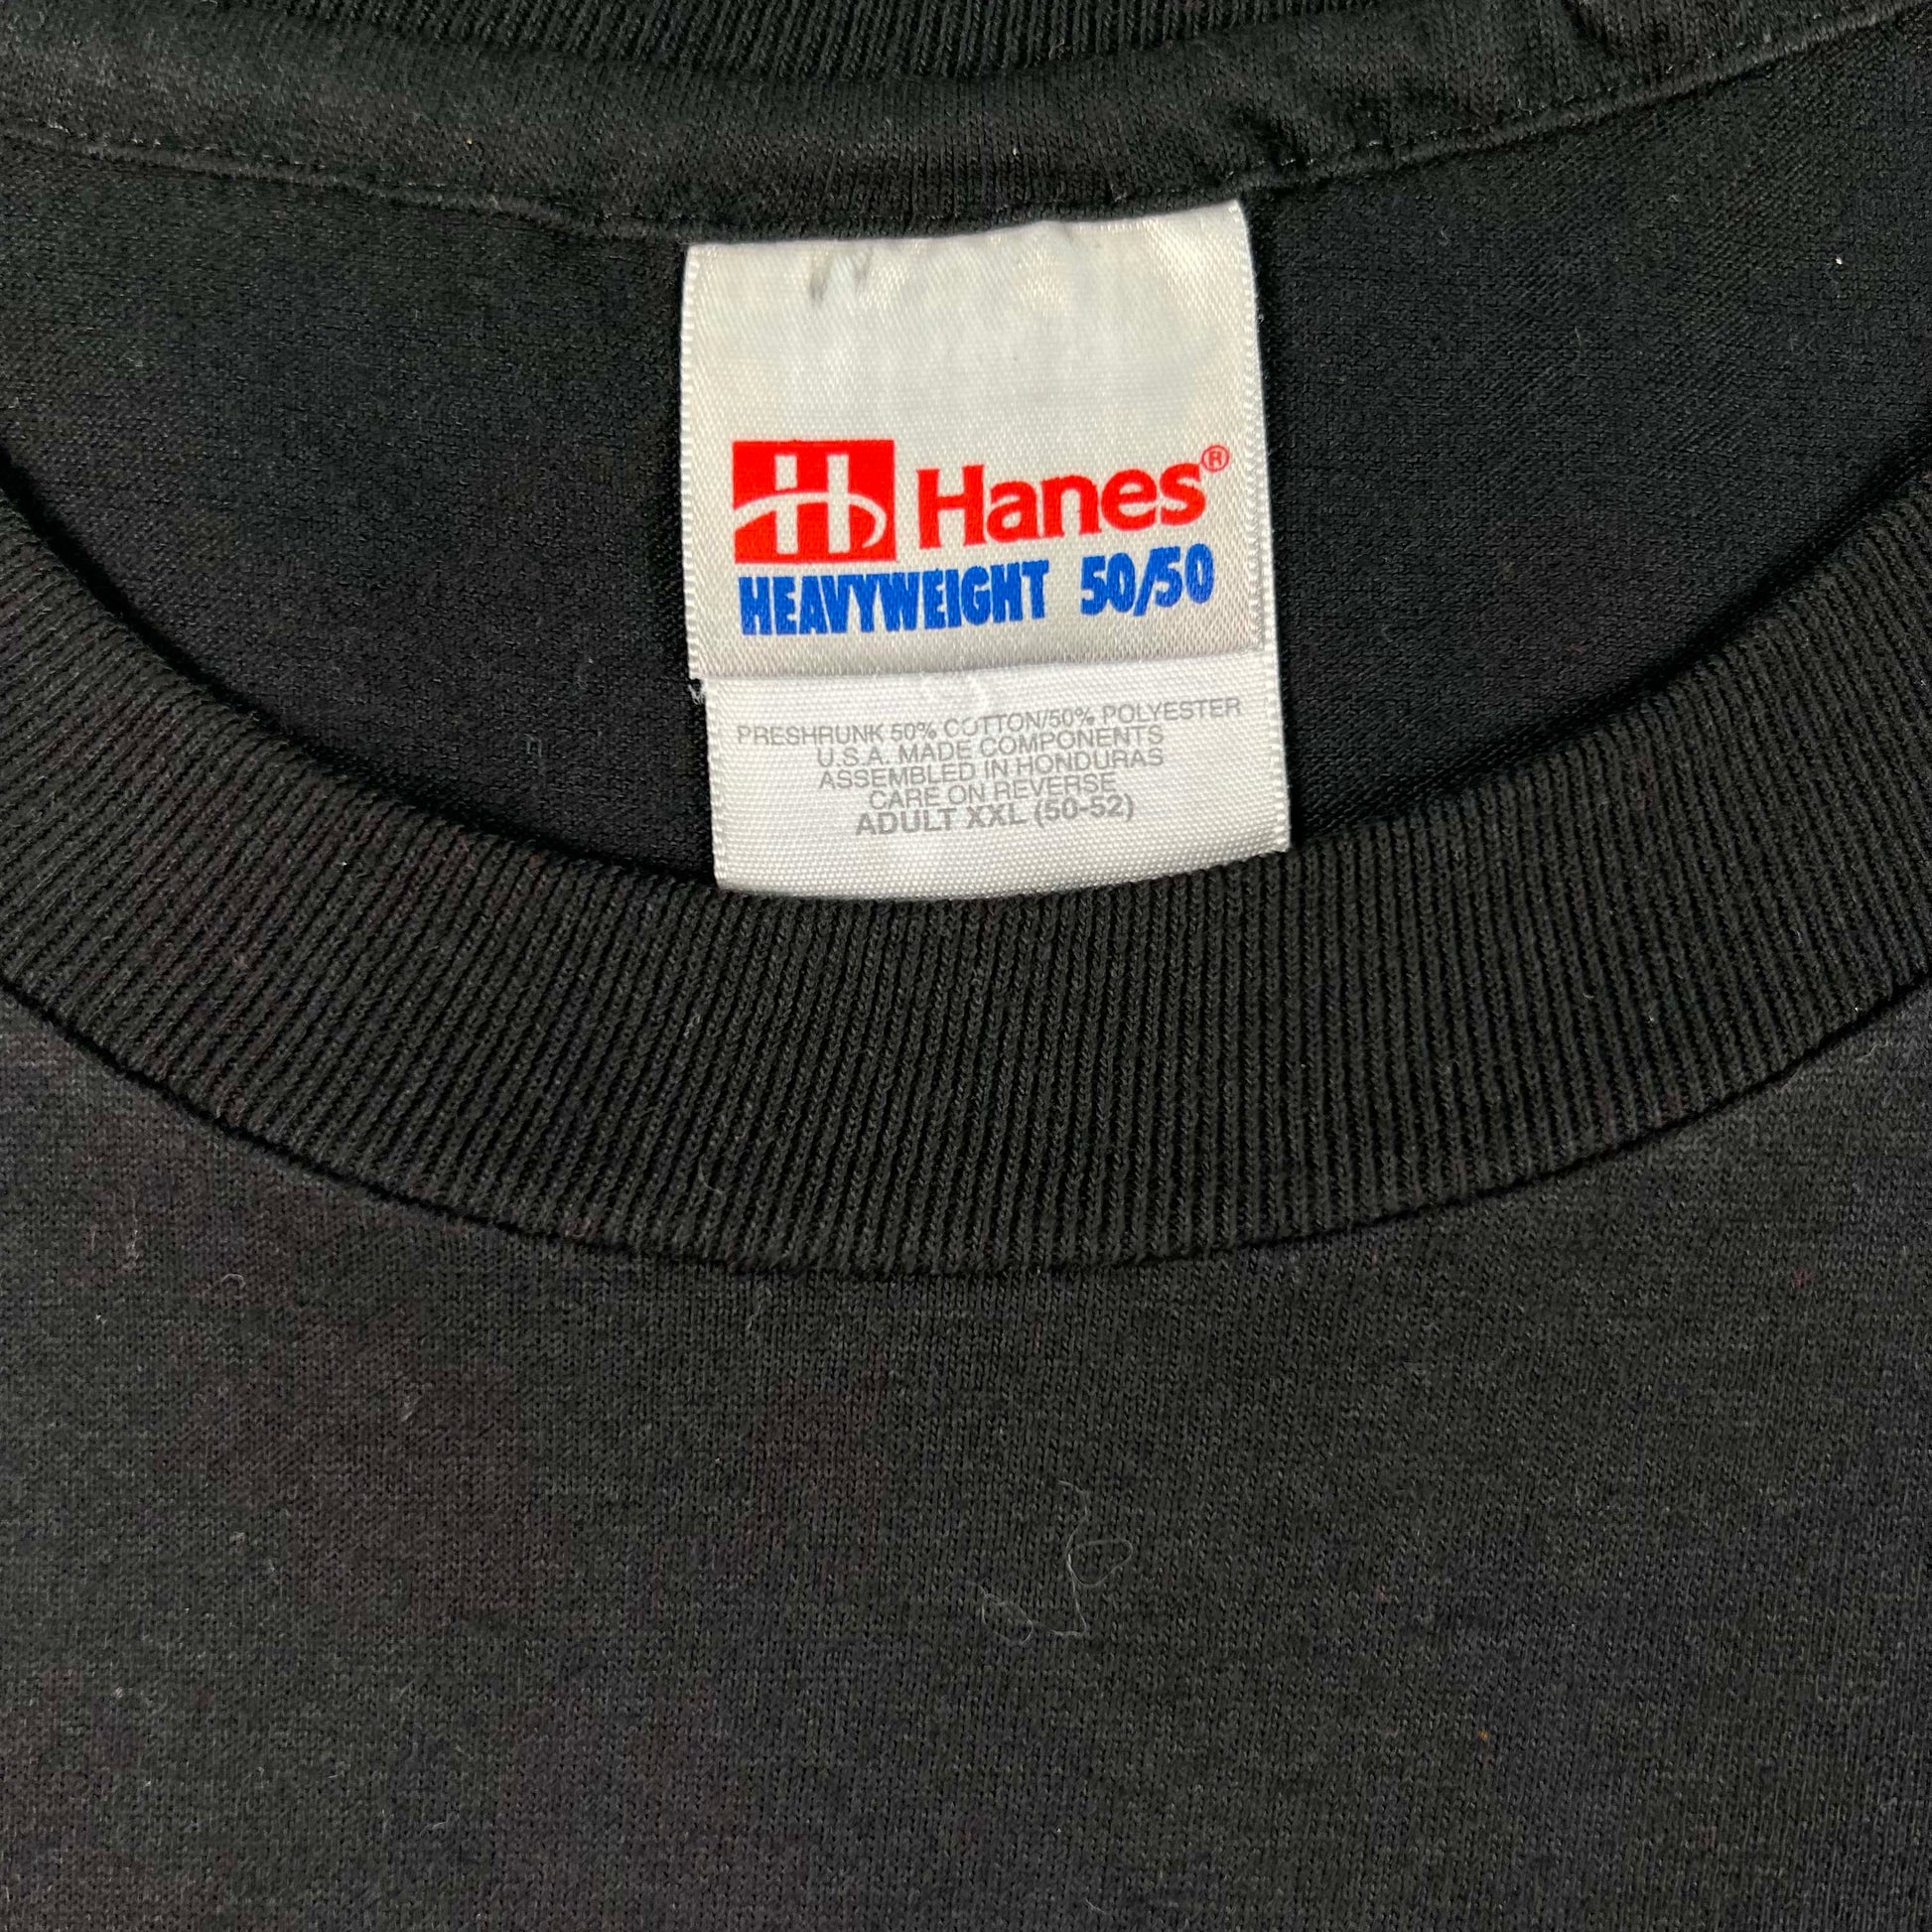 H Hanes®
HEAVYWEIGHT 50/50
PRESHRUNK 50% COTTON/50% POLYESTER
U.S.A. MADE COMPONENTS
ASSEMBLED IN HONDURAS
CARE ON REVERSE
ADULT XXL (50-52)